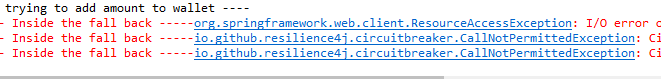 trying to add amount to wallet ----
- Inside the fall back -----org.springframework.web.client.ResourceAccessException: I/O error o
- Inside the fall back -----io.github.resilience4j.circuitbreaker.CallNotPermittedException: Ci
- Inside the fall back -----io.github.resilience4j.circuitbreaker.CallNotPermittedException: Ci